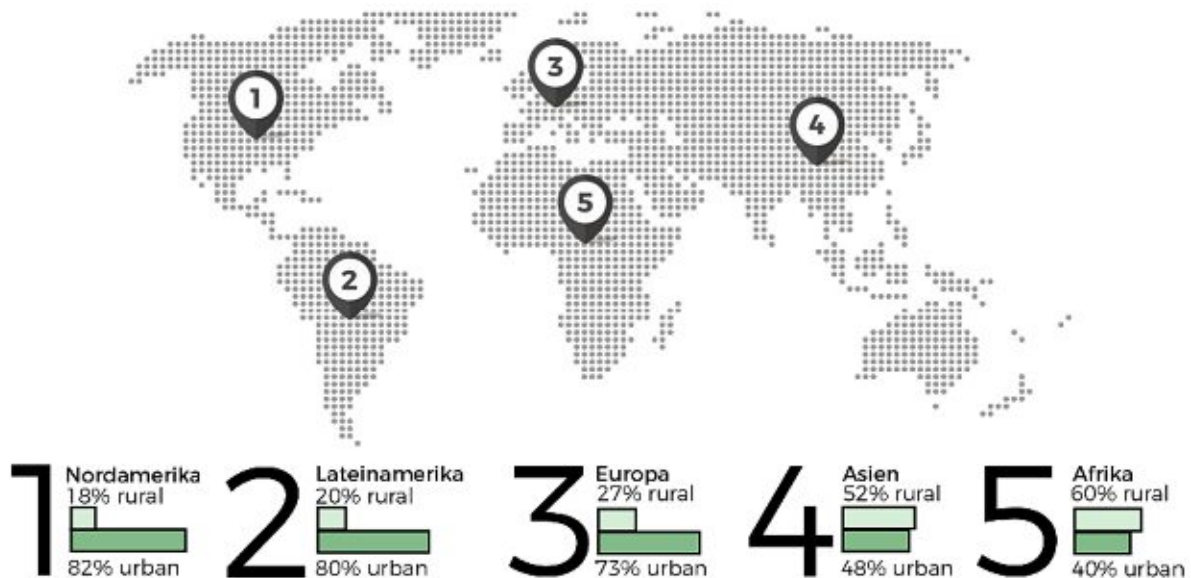 1
3
4
5
2
1
Nordamerika
18% rural
82% urban
2
Lateinamerika
20% rural
80% urban
3
Europa
27% rural
73% urban
4
Asien
52% rural
48% urban
5
Afrika
60% rural
40% urban